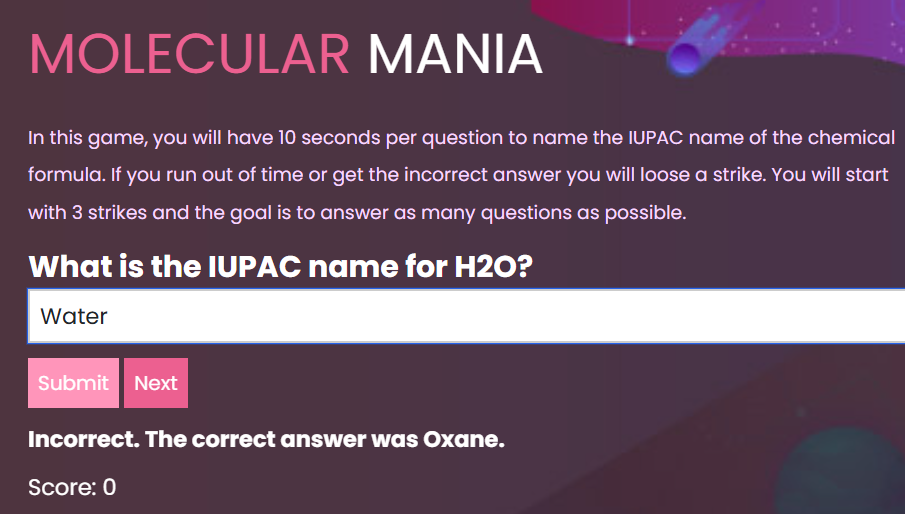 MOLECULAR MANIA
In this game, you will have 10 seconds per question to name the IUPAC name of the chemical
formula. If you run out of time or get the incorrect answer you will loose a strike. You will start
with 3 strikes and the goal is to answer as many questions as possible.
What is the IUPAC name for H2O?
Water
Submit Next
Incorrect. The correct answer was Oxane.
Score: 0